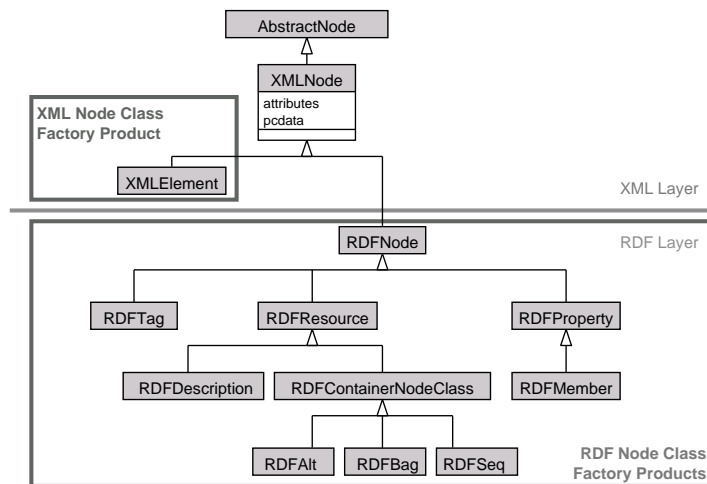 AbstractNode
XMLNode
attributes
pcdata
XML Node Class
Factory Product
XMLElement
XML Layer
RDFNode
RDF Layer
RDFTag
RDFResource
RDFProperty
RDFDescription
RDFContainerNodeClass
RDFMember
RDFAlt
RDFBag
RDFSeq
RDF Node Class
Factory Products